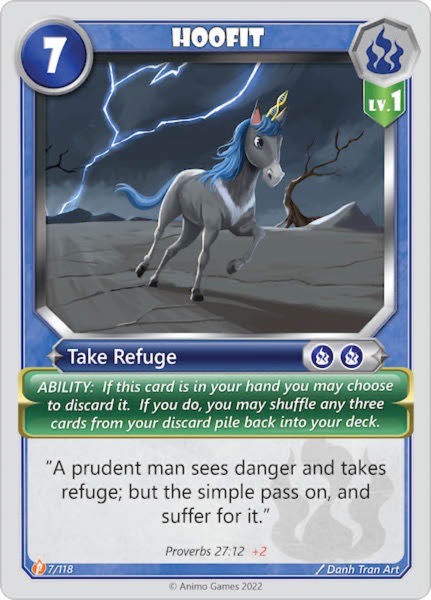 7
HOOFIT
LV.1
Take Refuge
ABILITY: If this card is in your hand you may choose
to discard it. If you do, you may shuffle any three
cards from your discard pile back into your deck.
"A prudent man sees danger and takes
refuge; but the simple pass on, and
suffer for it."
Proverbs 27:12 +2
7/118
/ Danh Tran Art
© Animo Games 2022